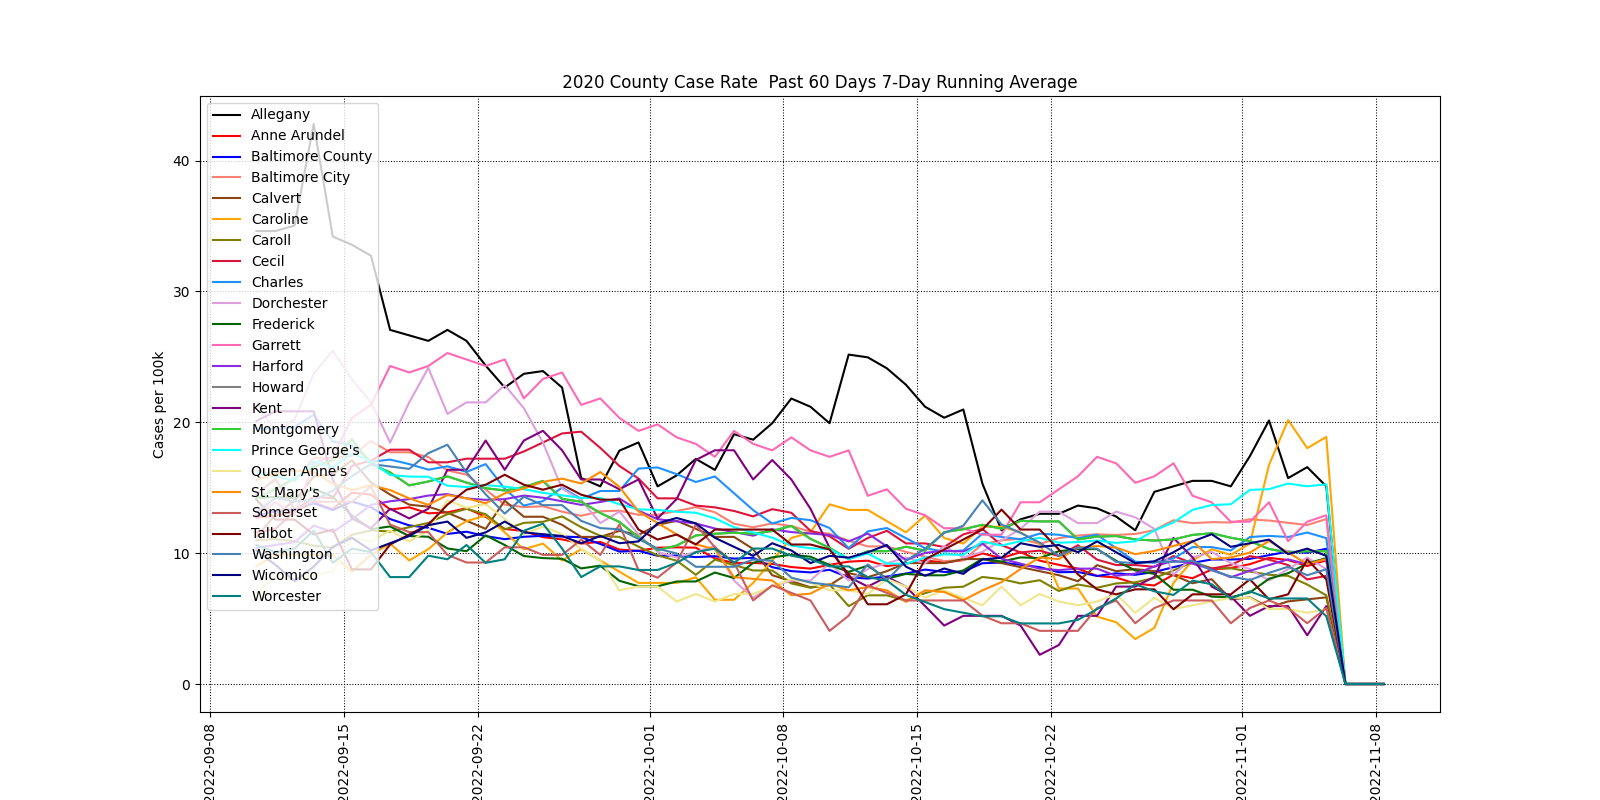 2020 County Case Rate  Past 60 Days 7-Day Running Average
Cases per 100k
40
30
20
10
0
Allegany
Anne Arundel
Baltimore County
Baltimore City
Calvert
Caroline
Caroll
Cecil
Charles
Dorchester
Frederick
Garrett
Harford
Howard
Kent
Montgomery
Prince George's
Queen Anne's
St. Mary's
Somerset
Talbot
Washington
Wicomico
Worcester
2022-09-08
2022-09-15
2022-09-22
2022-10-01
2022-10-08
2022-10-15
2022-10-22
2022-11-01
2022-11-08